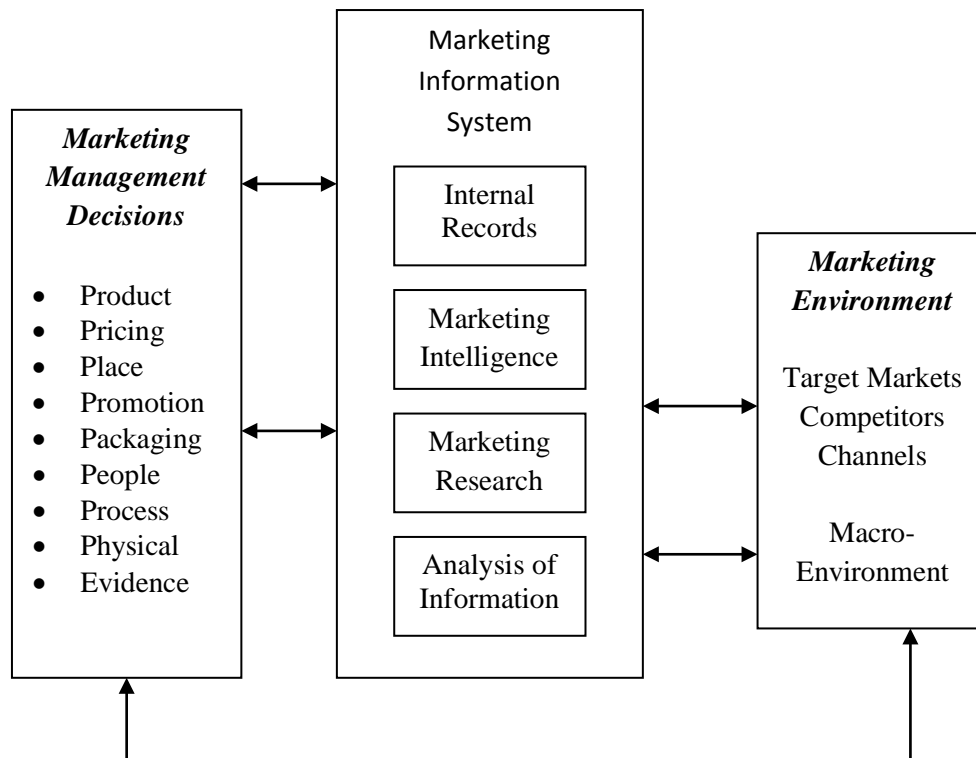 Marketing
Management
Decisions
• Product
• Pricing
• Place
• Promotion
• Packaging
• People
• Process
• Physical
• Evidence
Marketing
Information
System
Internal
Records
Marketing
Intelligence
Marketing
Research
Analysis of
Information
Marketing
Environment
Target Markets
Competitors
Channels
Macro-
Environment